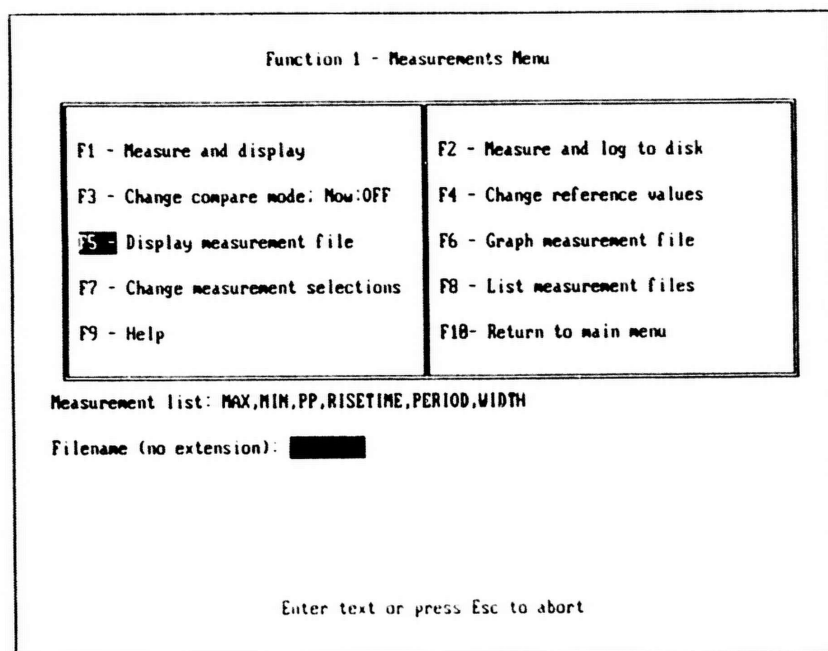 Function 1 - Measurements Menu
F1 - Measure and display
F2 - Measure and log to disk
F3 - Change compare mode; Now:OFF
F4 - Change reference values
F5 - Display measurement file
F6 - Graph measurement file
F7 - Change measurement selections
F8 - List measurement files
F9 - Help
F10- Return to main menu
Measurement list: MAX,MIN,PP,RISETIME,PERIOD,WIDTH
Filename (no extension):
Enter text or press Esc to abort